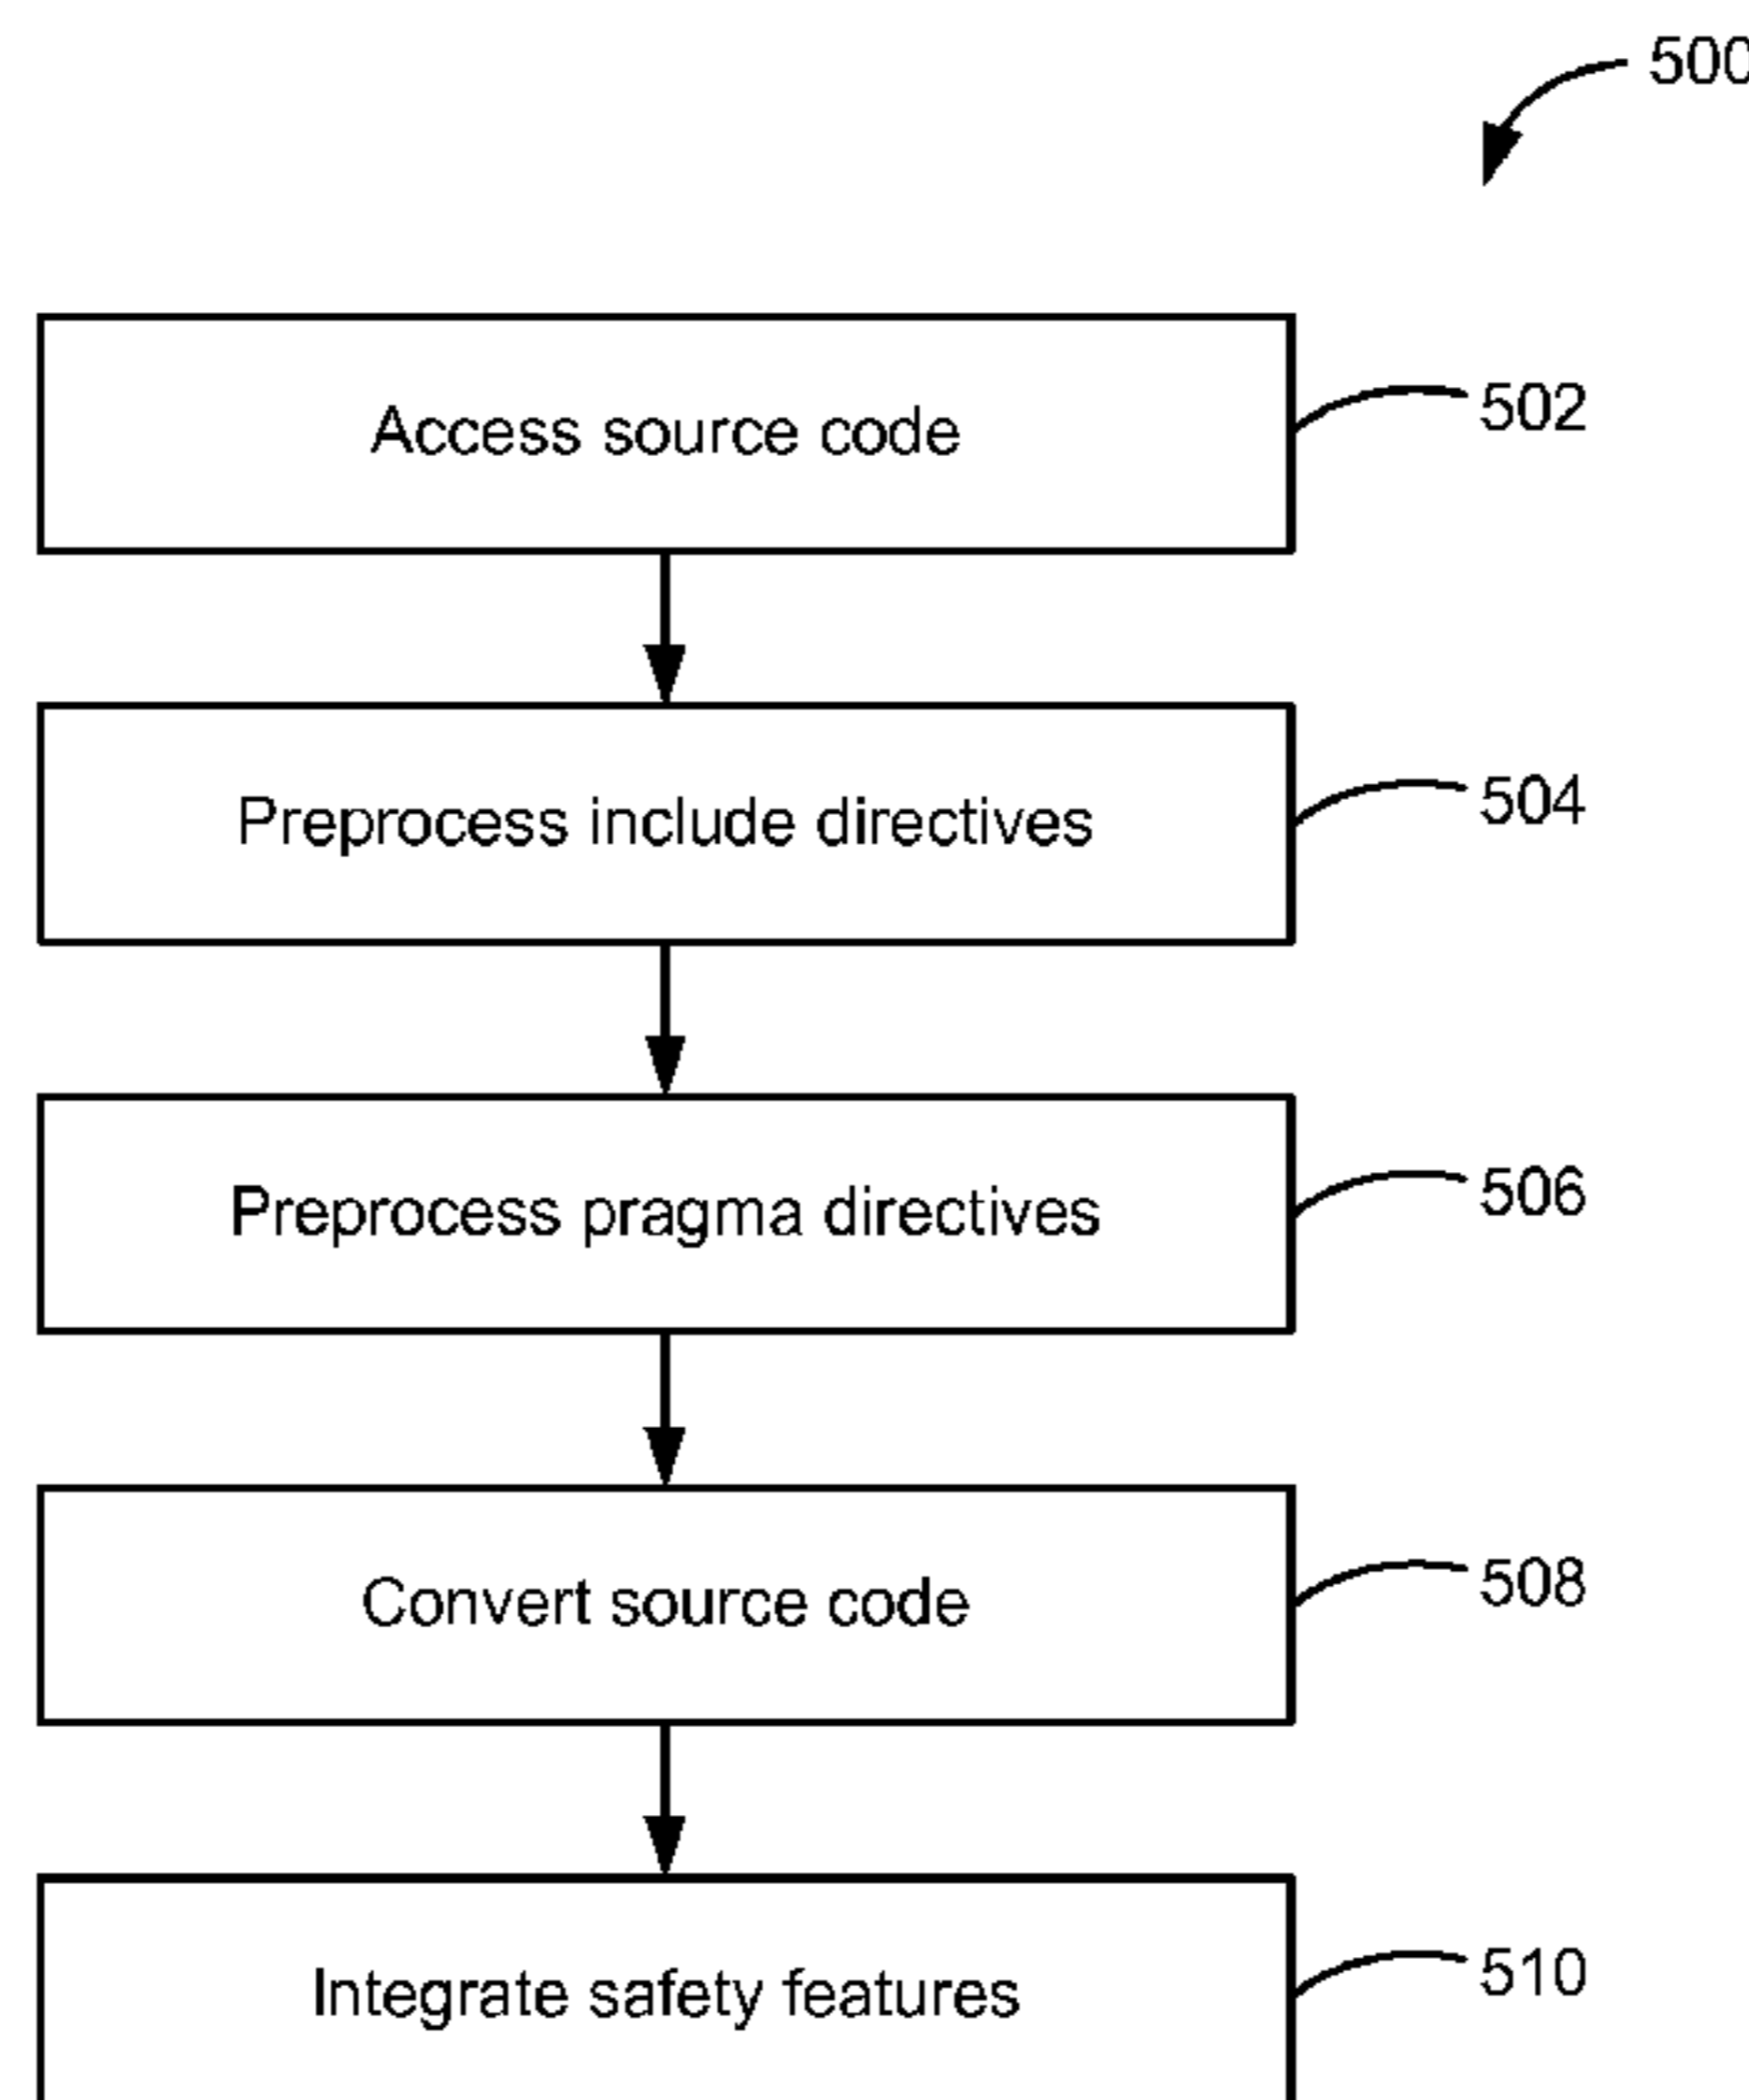 500
Access source code
502
Preprocess include directives
504
Preprocess pragma directives
506
Convert source code
508
Integrate safety features
510